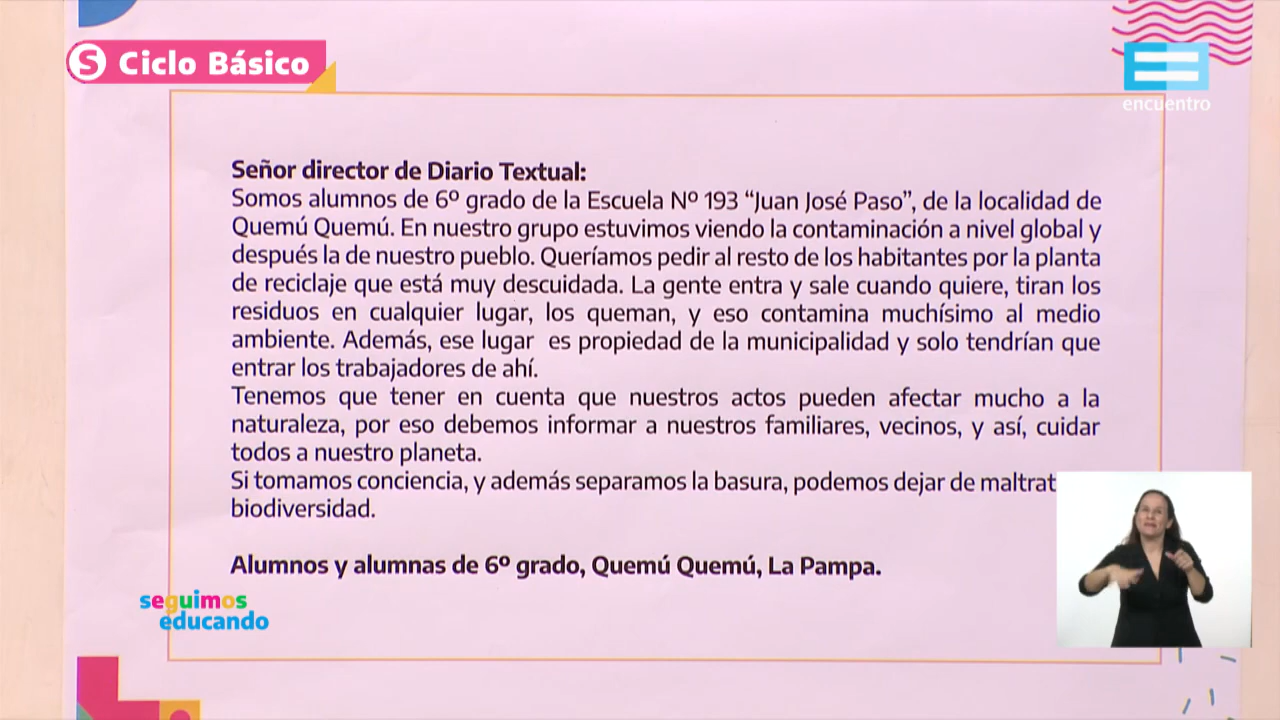 S Ciclo Básico
encuentro
Señor director de Diario Textual:
Somos alumnos de 6º grado de la Escuela Nº 193 “Juan José Paso”, de la localidad de
Quemú Quemú. En nuestro grupo estuvimos viendo la contaminación a nivel global y
después la de nuestro pueblo. Queríamos pedir al resto de los habitantes por la planta
de reciclaje que está muy descuidada. La gente entra y sale cuando quiere, tiran los
residuos en cualquier lugar, los queman, y eso contamina muchísimo al medio
ambiente. Además, ese lugar es propiedad de la municipalidad y solo tendrían que
entrar los trabajadores de ahí.
Tenemos que tener en cuenta que nuestros actos pueden afectar mucho a la
naturaleza, por eso debemos informar a nuestros familiares, vecinos, y así, cuidar
todos a nuestro planeta.
Si tomamos conciencia, y además separamos la basura, podemos dejar de
biodiversidad.
Alumnos y alumnas de 6º grado, Quemú Quemú, La Pampa.
seguimos
educando